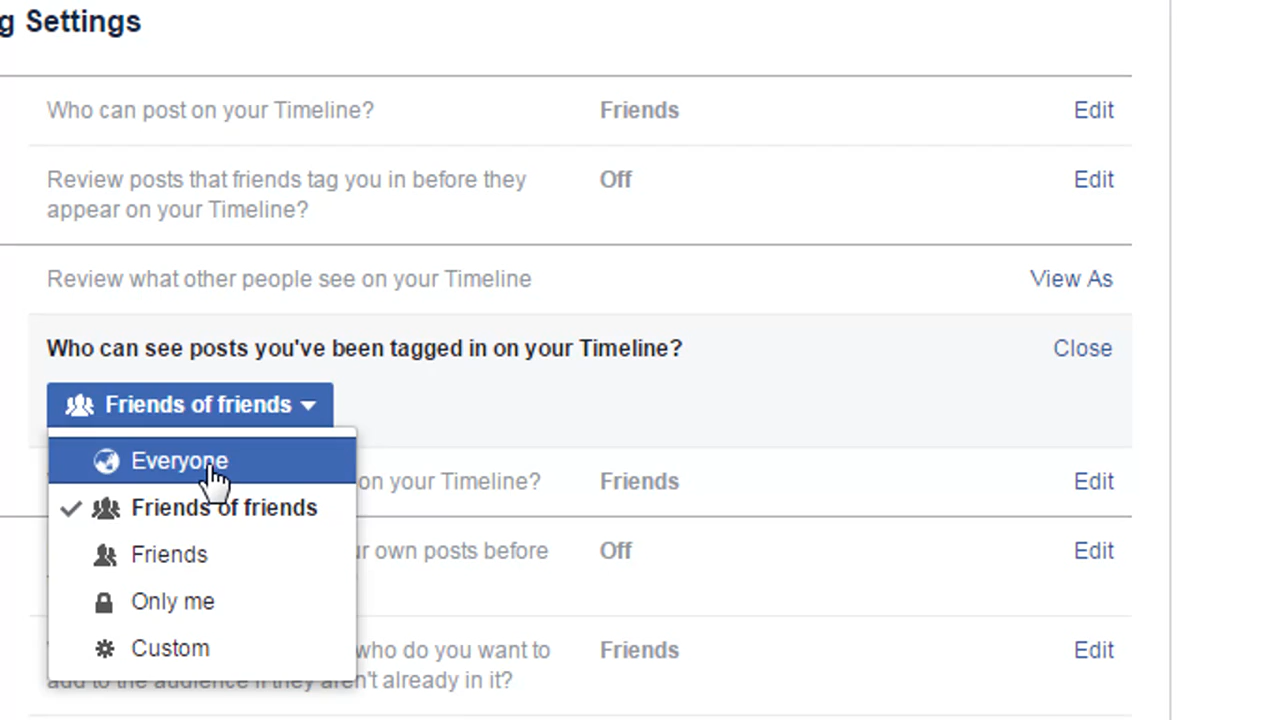 g Settings
Who can post on your Timeline? Friends Edit
Review posts that friends tag you in before they Off Edit
appear on your Timeline?
Review what other people see on your Timeline View As
Who can see posts you've been tagged in on your Timeline? Close
Friends of friends
Everyone
on your Timeline? Friends Edit
Friends of friends
Friends
r own posts before Off Edit
Only me
Custom
who do you want to Friends Edit
add to the audience if they aren't already in it?